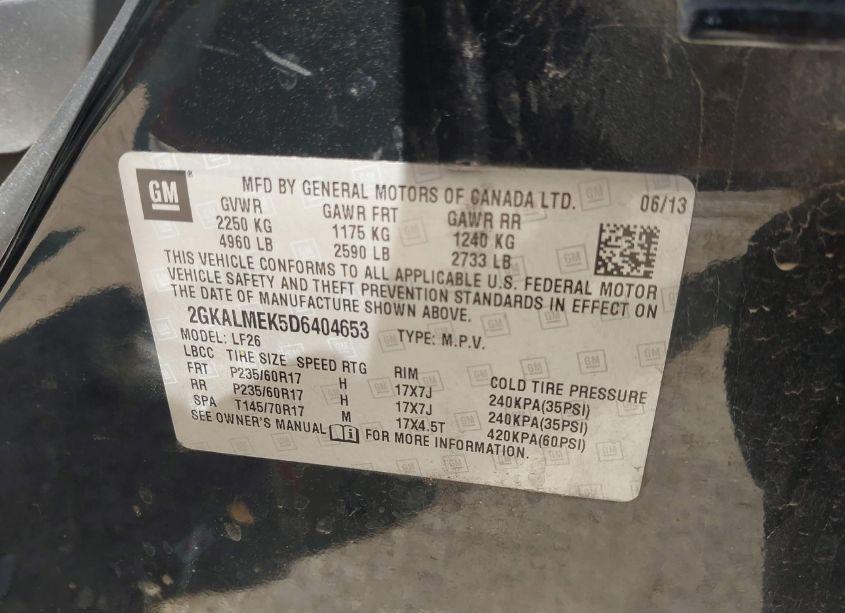 GM
MFD BY GENERAL MOTORS OF CANADA LTD. 06/13
GVWR GAWR FRT GAWR RR
2250 KG 1175 KG 1240 KG
4960 LB 2590 LB 2733 LB
THIS VEHICLE CONFORMS TO ALL APPLICABLE U.S. FEDERAL MOTOR
VEHICLE SAFETY AND THEFT PREVENTION STANDARDS IN EFFECT ON
THE DATE OF MANUFACTURE SHOWN ABOVE.
2GKALMEK5D6404653 TYPE: M.P.V.
MODEL: LF26
LBCC TIRE SIZE SPEED RTG RIM COLD TIRE PRESSURE
FRT P235/60R17 H 17X7J 240KPA(35PSI)
RR P235/60R17 H 17X7J 240KPA(35PSI)
SPA T145/70R17 M 17X4.5T 420KPA(60PSI)
SEE OWNER'S MANUAL FOR MORE INFORMATION.